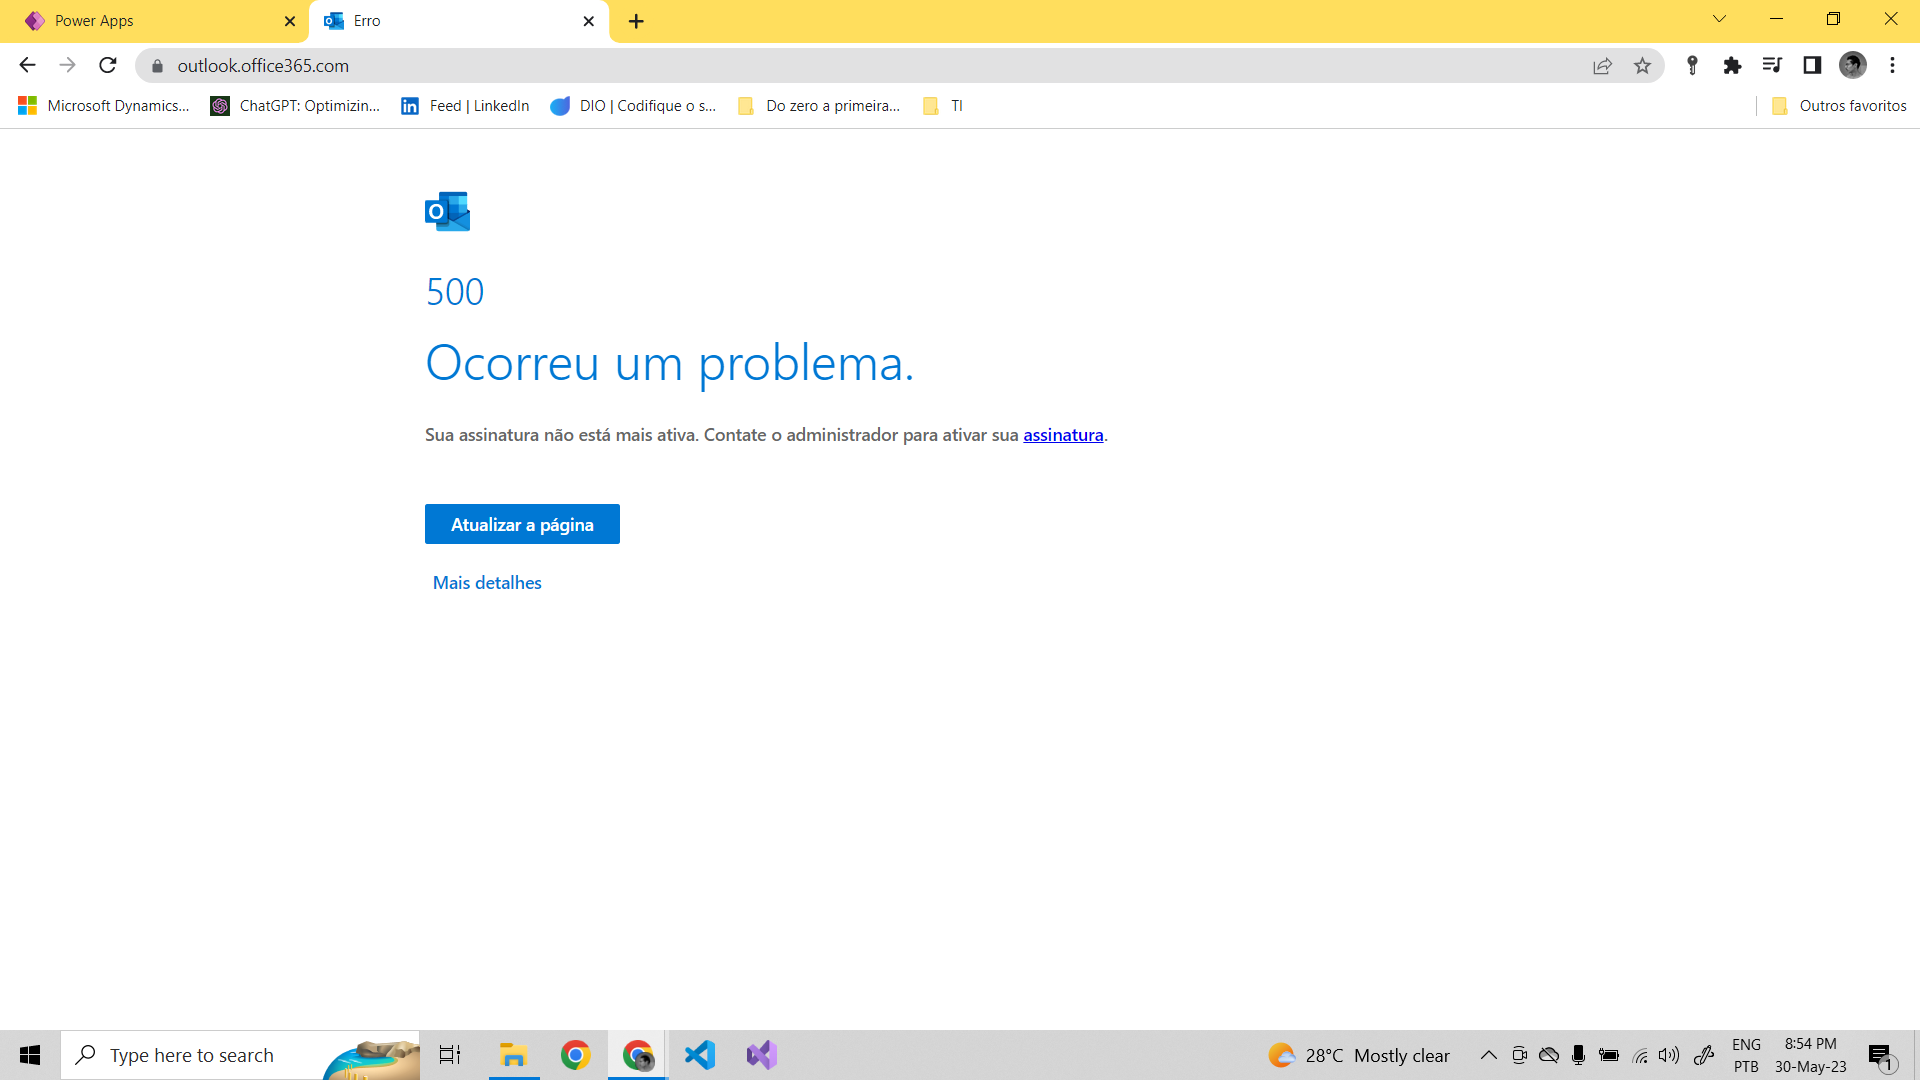 Power Apps
Erro
outlook.office365.com
Microsoft Dynamics...
ChatGPT: Optimizin...
Feed | LinkedIn
DIO | Codifique o s...
Do zero a primeira...
TI
Outros favoritos
O
500
Ocorreu um problema.
Sua assinatura não está mais ativa. Contate o administrador para ativar sua assinatura.
Atualizar a página
Mais detalhes
Type here to search
28°C Mostly clear
ENG
PTB
8:54 PM
30-May-23
1